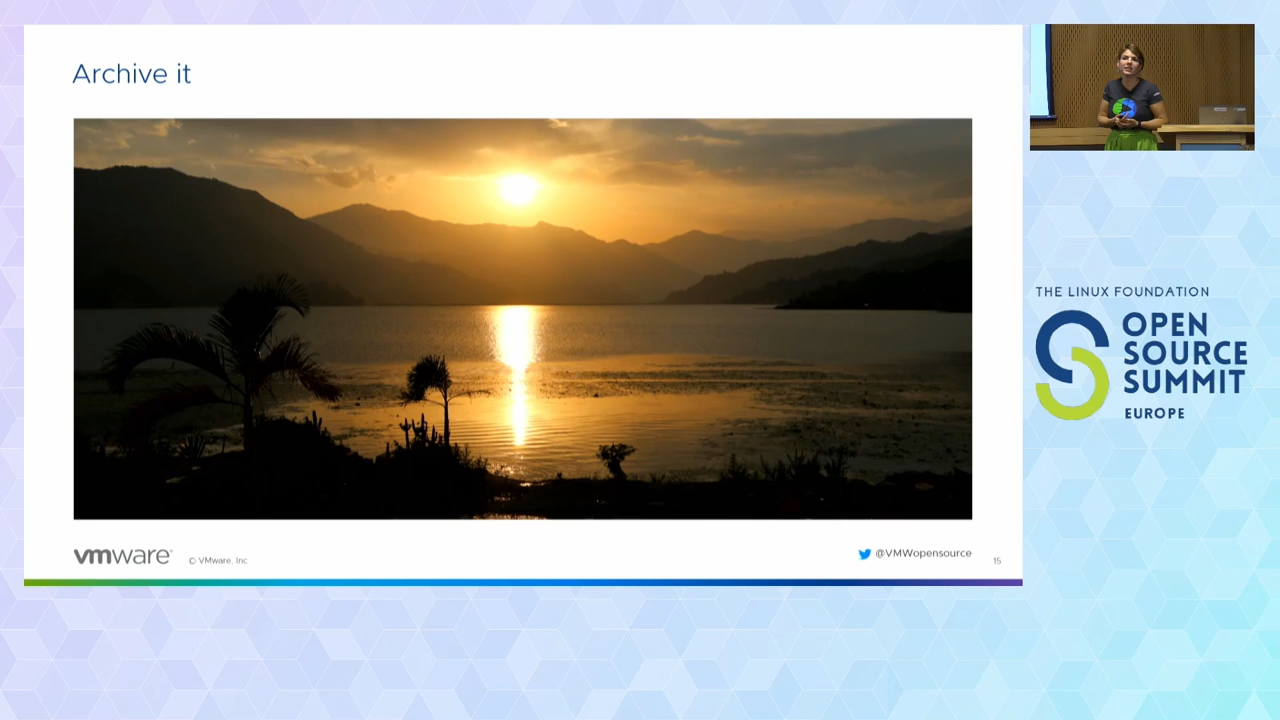 Archive it
vmware®
© VMware, Inc
@VMWopensource
15
THE LINUX FOUNDATION
OPEN
SOURCE
SUMMIT
EUROPE